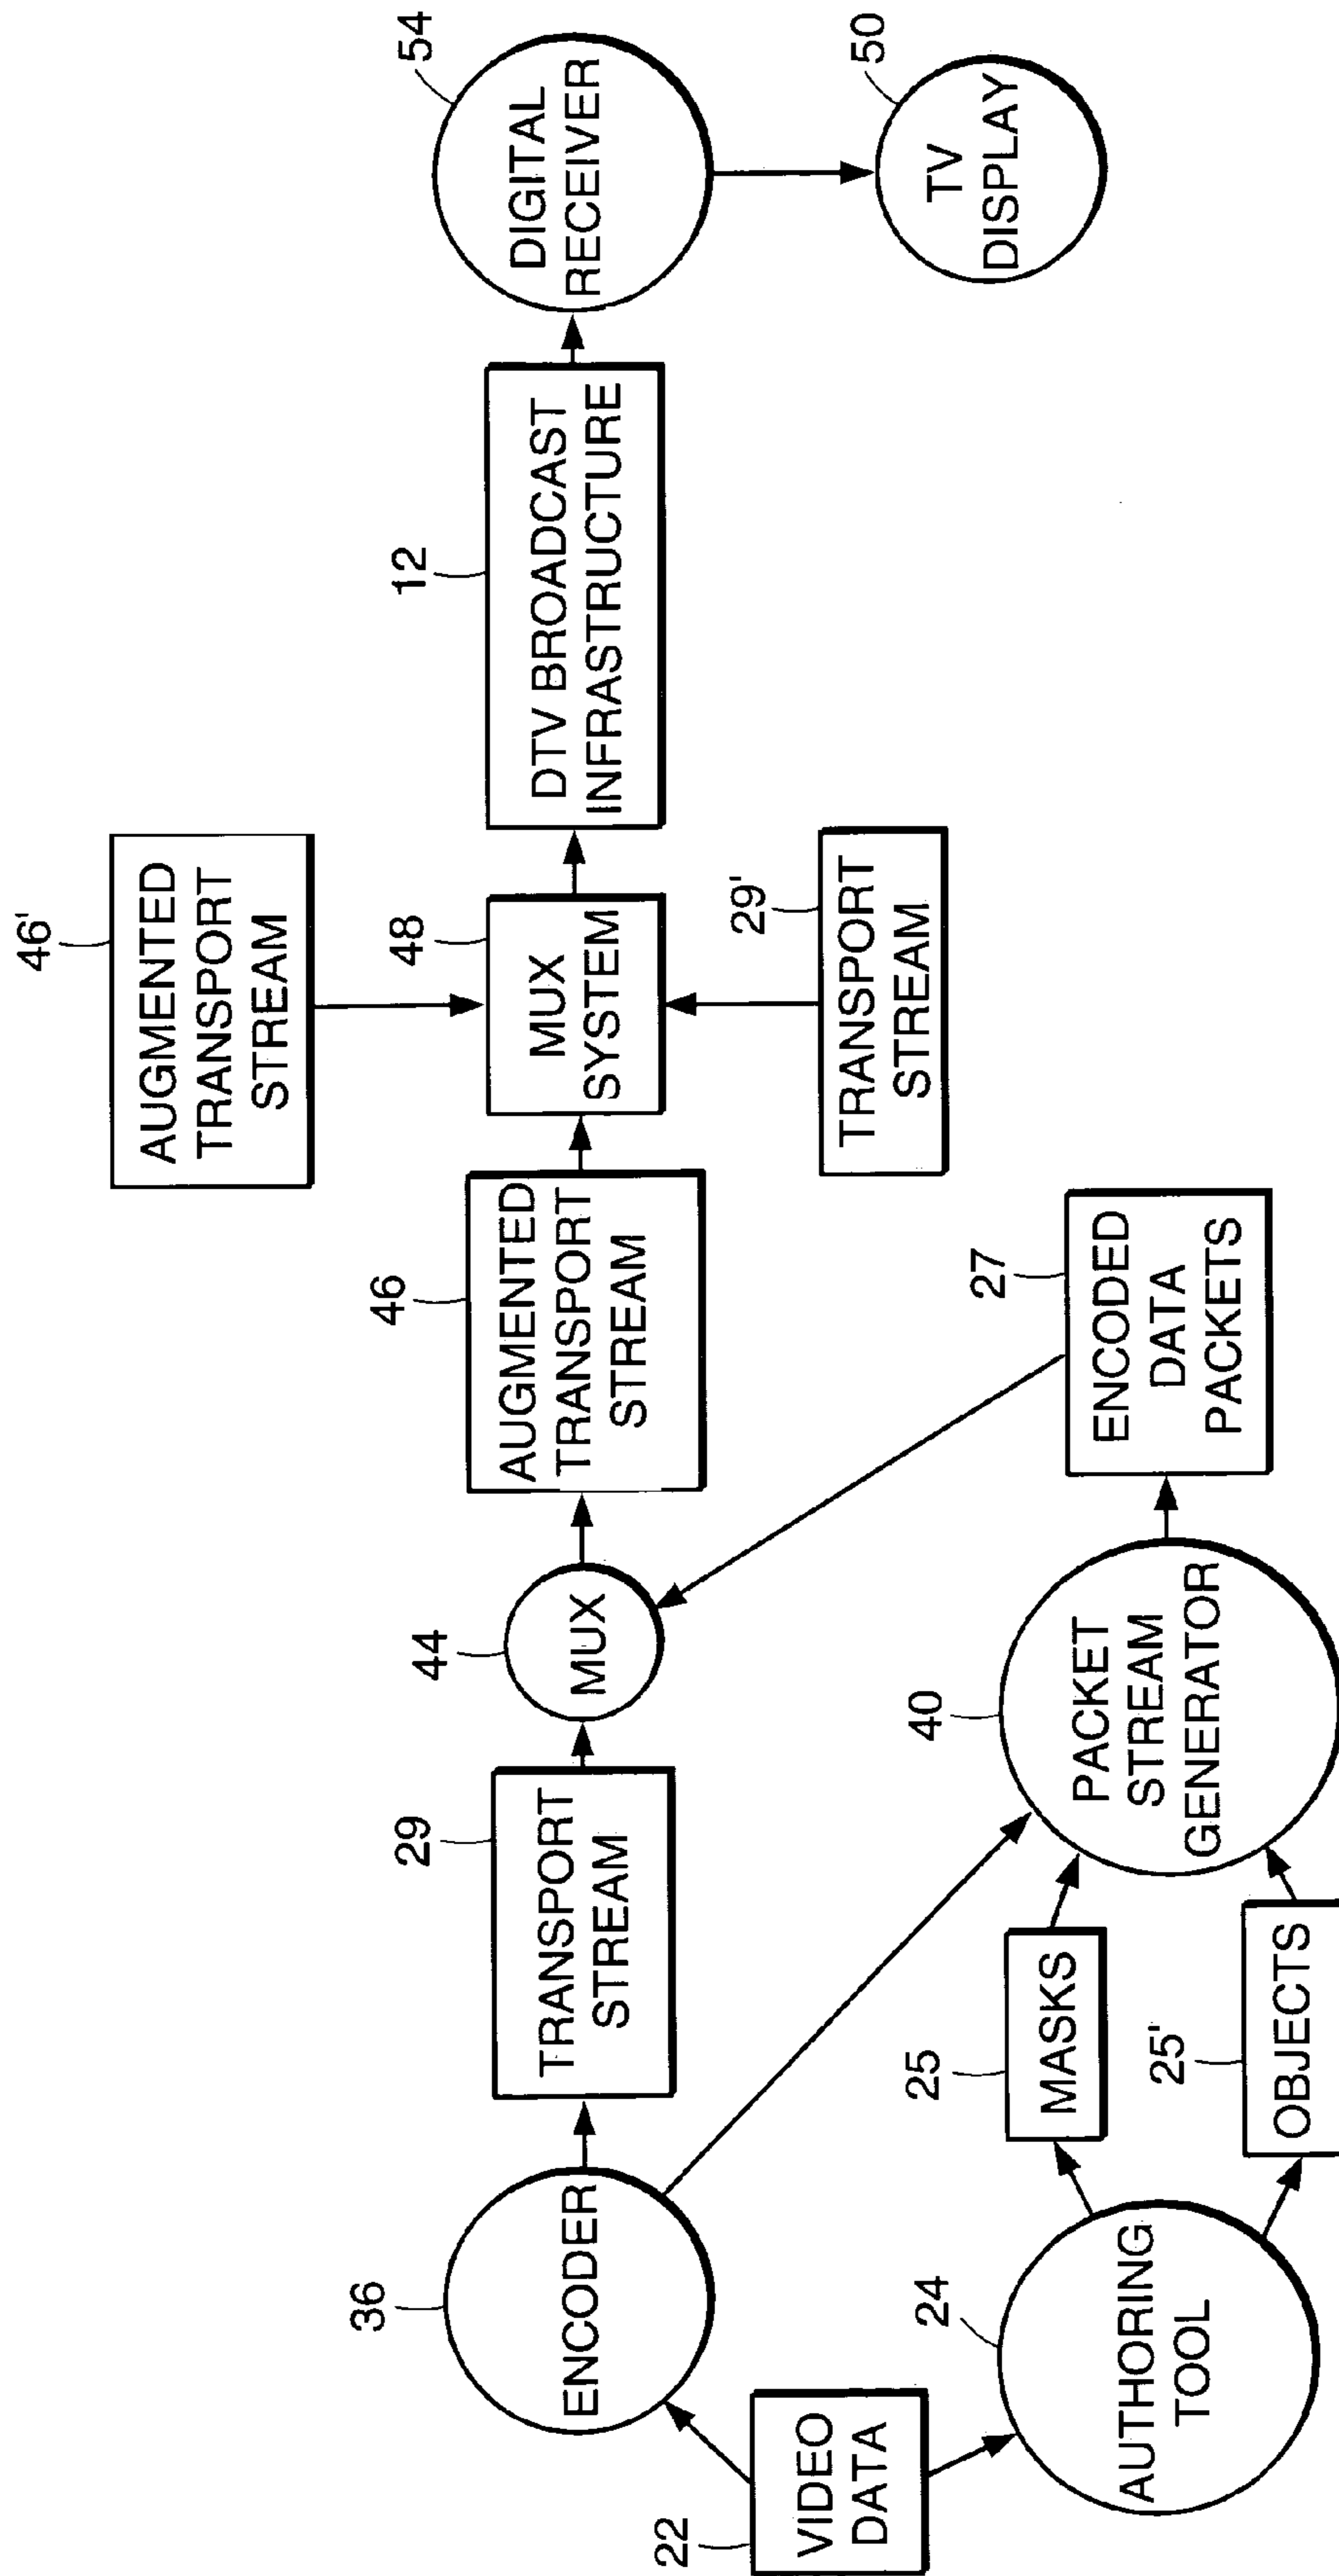 22
VIDEO
DATA
36
ENCODER
24
AUTHORING
TOOL
29
TRANSPORT
STREAM
25
MASKS
25'
OBJECTS
44
MUX
40
PACKET
STREAM
GENERATOR
46
AUGMENTED
TRANSPORT
STREAM
27
ENCODED
DATA
PACKETS
46'
AUGMENTED
TRANSPORT
STREAM
48
MUX
SYSTEM
29'
TRANSPORT
STREAM
12
DTV BROADCAST
INFRASTRUCTURE
54
DIGITAL
RECEIVER
50
TV
DISPLAY